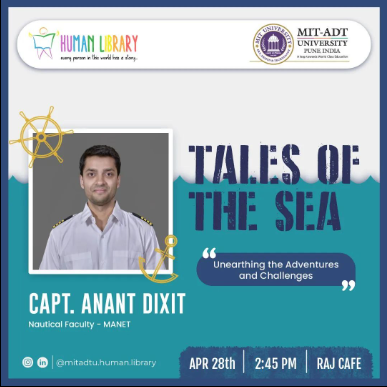 HUMAN LIBRARY
every person in the world has a story..
MIT-ADT
UNIVERSITY
PUNE, INDIA
TALES OF
THE SEA
“Unearthing the Adventures
and Challenges”
CAPT. ANANT DIXIT
Nautical Faculty - MANET
@mitadtu.human.library
APR 28th | 2:45 PM | RAJ CAFE